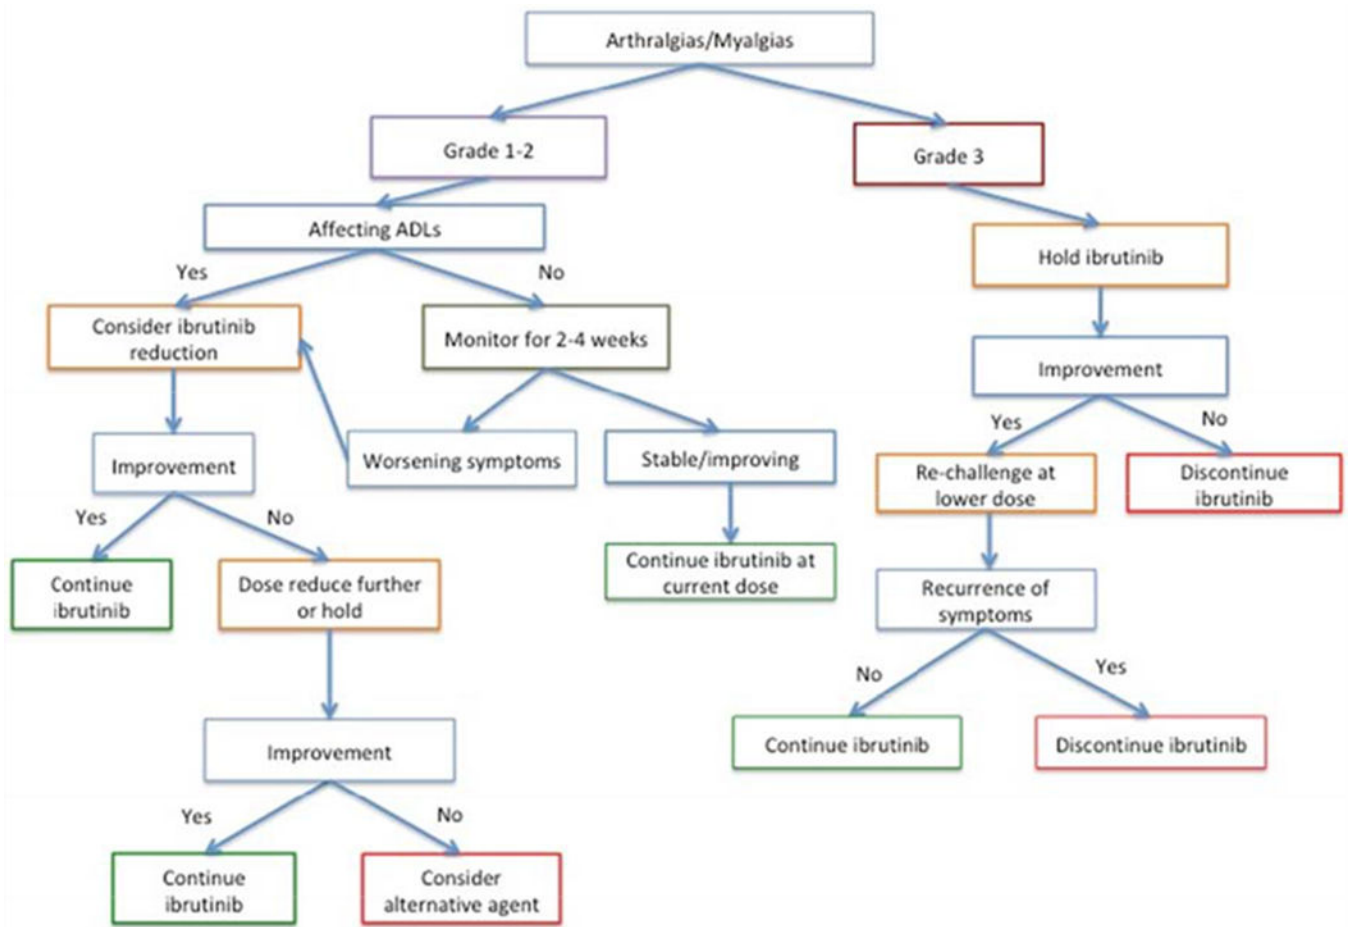 Arthralgias/Myalgias
Grade 1-2
Grade 3
Affecting ADLs
Hold ibrutinib
Yes
No
Consider ibrutinib
reduction
Monitor for 2-4 weeks
Improvement
Yes
No
Improvement
Worsening symptoms
Stable/improving
Re-challenge at
lower dose
Discontinue
ibrutinib
Yes
No
Continue
ibrutinib
Dose reduce further
or hold
Continue ibrutinib at
current dose
Recurrence of
symptoms
No
Yes
Improvement
Continue ibrutinib
Discontinue ibrutinib
Yes
No
Continue
ibrutinib
Consider
alternative agent